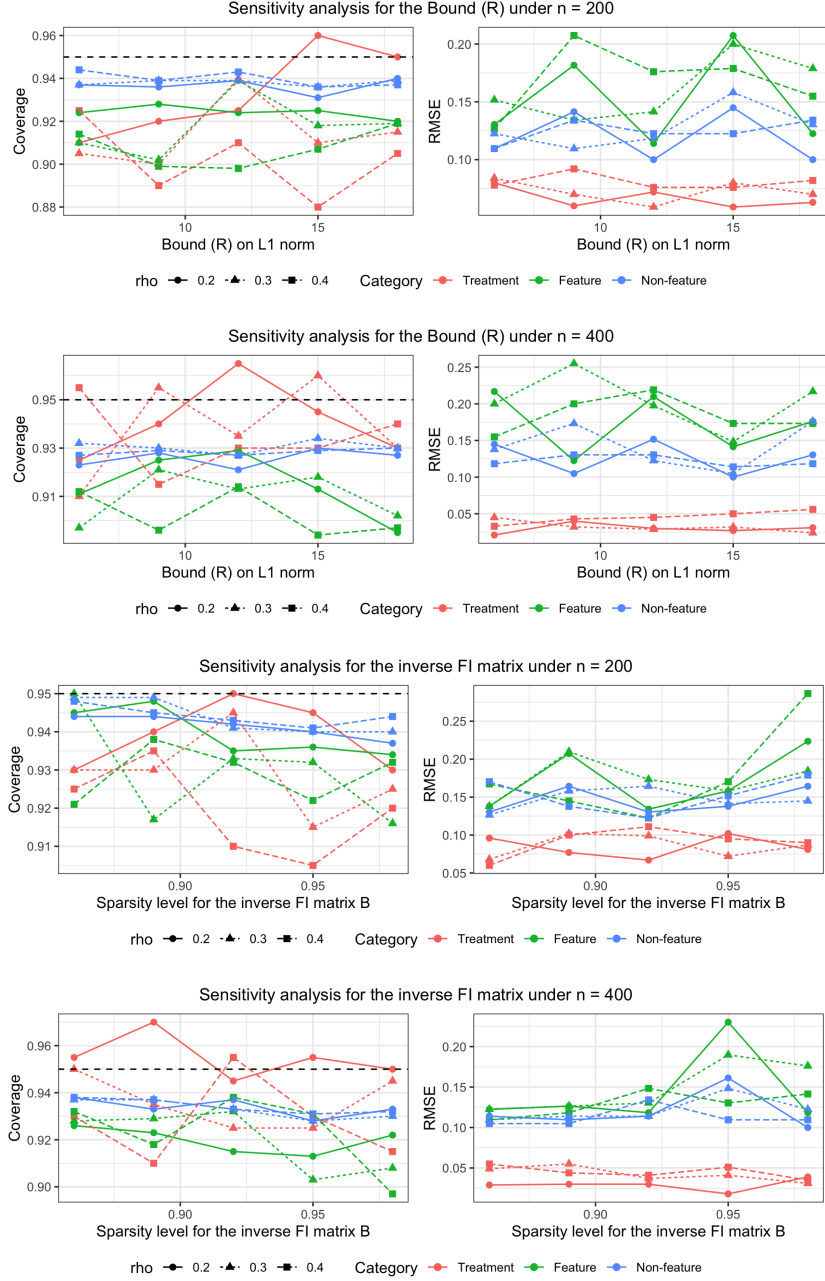 Sensitivity analysis for the Bound (R) under n = 200
Coverage
0.96
0.94
0.92
0.90
0.88
10
15
Bound (R) on L1 norm
RMSE
0.20
0.15
0.10
10
15
Bound (R) on L1 norm
rho 0.2 0.3 0.4 Category Treatment Feature Non-feature
Sensitivity analysis for the Bound (R) under n = 400
Coverage
0.95
0.93
0.91
10
15
Bound (R) on L1 norm
RMSE
0.25
0.20
0.15
0.10
0.05
10
15
Bound (R) on L1 norm
rho 0.2 0.3 0.4 Category Treatment Feature Non-feature
Sensitivity analysis for the inverse FI matrix under n = 200
Coverage
0.95
0.94
0.93
0.92
0.91
0.90
0.95
Sparsity level for the inverse FI matrix B
RMSE
0.25
0.20
0.15
0.10
0.05
0.90
0.95
Sparsity level for the inverse FI matrix B
rho 0.2 0.3 0.4 Category Treatment Feature Non-feature
Sensitivity analysis for the inverse FI matrix under n = 400
Coverage
0.96
0.94
0.92
0.90
0.90
0.95
Sparsity level for the inverse FI matrix B
RMSE
0.20
0.15
0.10
0.05
0.90
0.95
Sparsity level for the inverse FI matrix B
rho 0.2 0.3 0.4 Category Treatment Feature Non-feature